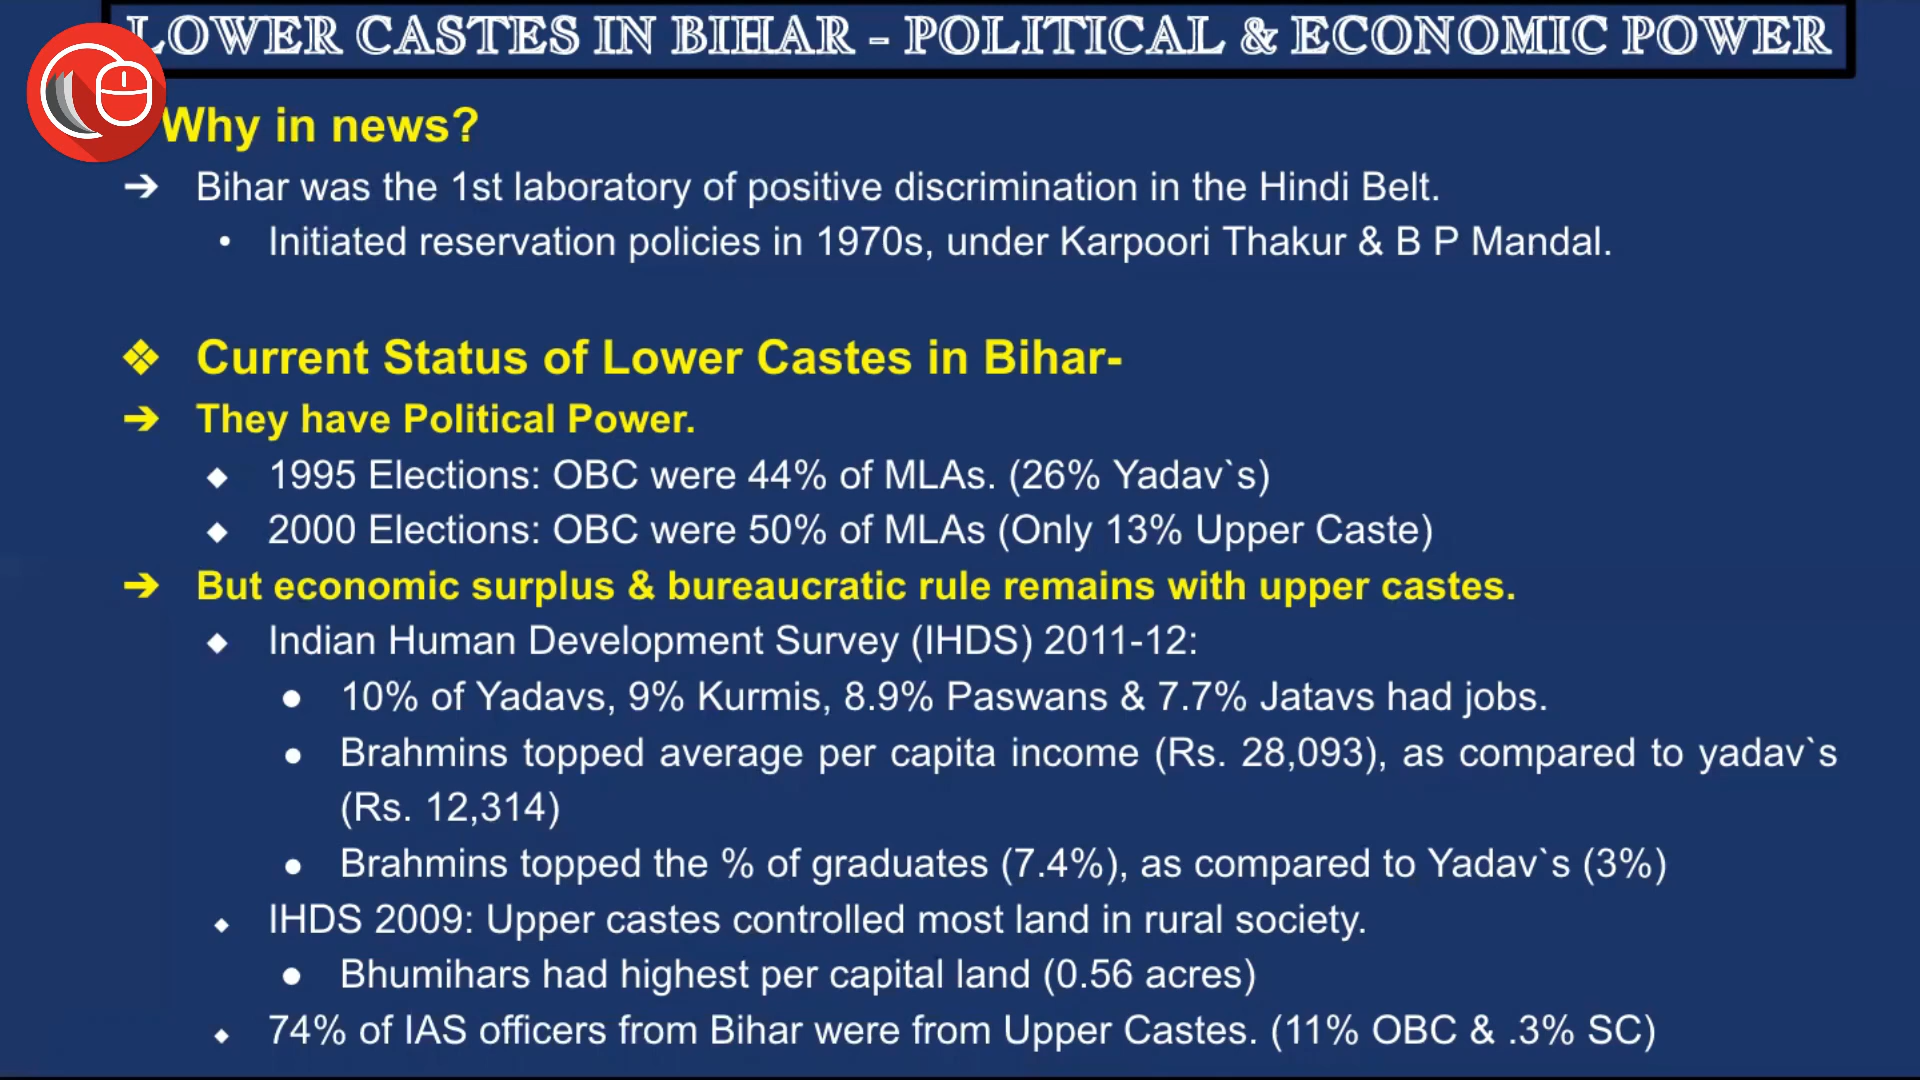 LOWER CASTES IN BIHAR - POLITICAL & ECONOMIC POWER
Why in news?
➔ Bihar was the 1st laboratory of positive discrimination in the Hindi Belt.
• Initiated reservation policies in 1970s, under Karpoori Thakur & B P Mandal.
❖ Current Status of Lower Castes in Bihar-
➔ They have Political Power.
◆ 1995 Elections: OBC were 44% of MLAs. (26% Yadav`s)
◆ 2000 Elections: OBC were 50% of MLAs (Only 13% Upper Caste)
➔ But economic surplus & bureaucratic rule remains with upper castes.
◆ Indian Human Development Survey (IHDS) 2011-12:
● 10% of Yadavs, 9% Kurmis, 8.9% Paswans & 7.7% Jatavs had jobs.
● Brahmins topped average per capita income (Rs. 28,093), as compared to yadav`s
(Rs. 12,314)
● Brahmins topped the % of graduates (7.4%), as compared to Yadav`s (3%)
◆ IHDS 2009: Upper castes controlled most land in rural society.
● Bhumihars had highest per capital land (0.56 acres)
◆ 74% of IAS officers from Bihar were from Upper Castes. (11% OBC & .3% SC)